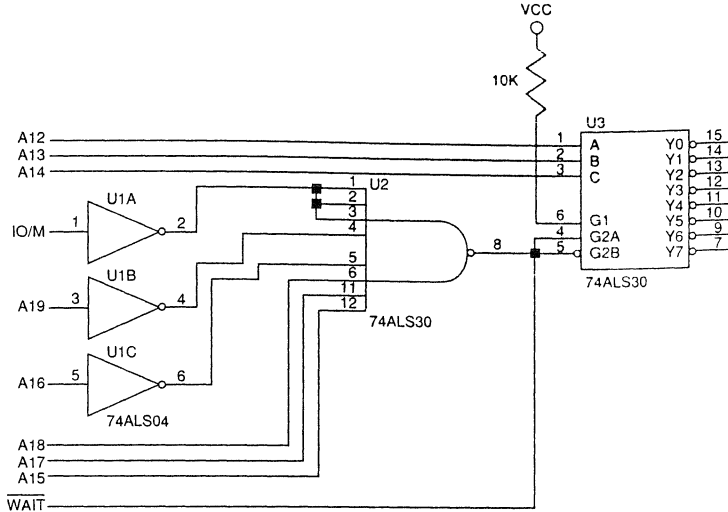 VCC
10K
U3
A12
A13
A14
1 A Y0 15
2 B Y1 14
3 C Y2 13
Y3 12
Y4 11
6 G1 Y5 10
4 G2A Y6 9
5 G2B Y7 7
74ALS30
U2
1
2
3
4
5
6
11
12
8
74ALS30
U1A
IO/M 1 2
U1B
A19 3 4
U1C
A16 5 6
74ALS04
A18
A17
A15
WAIT